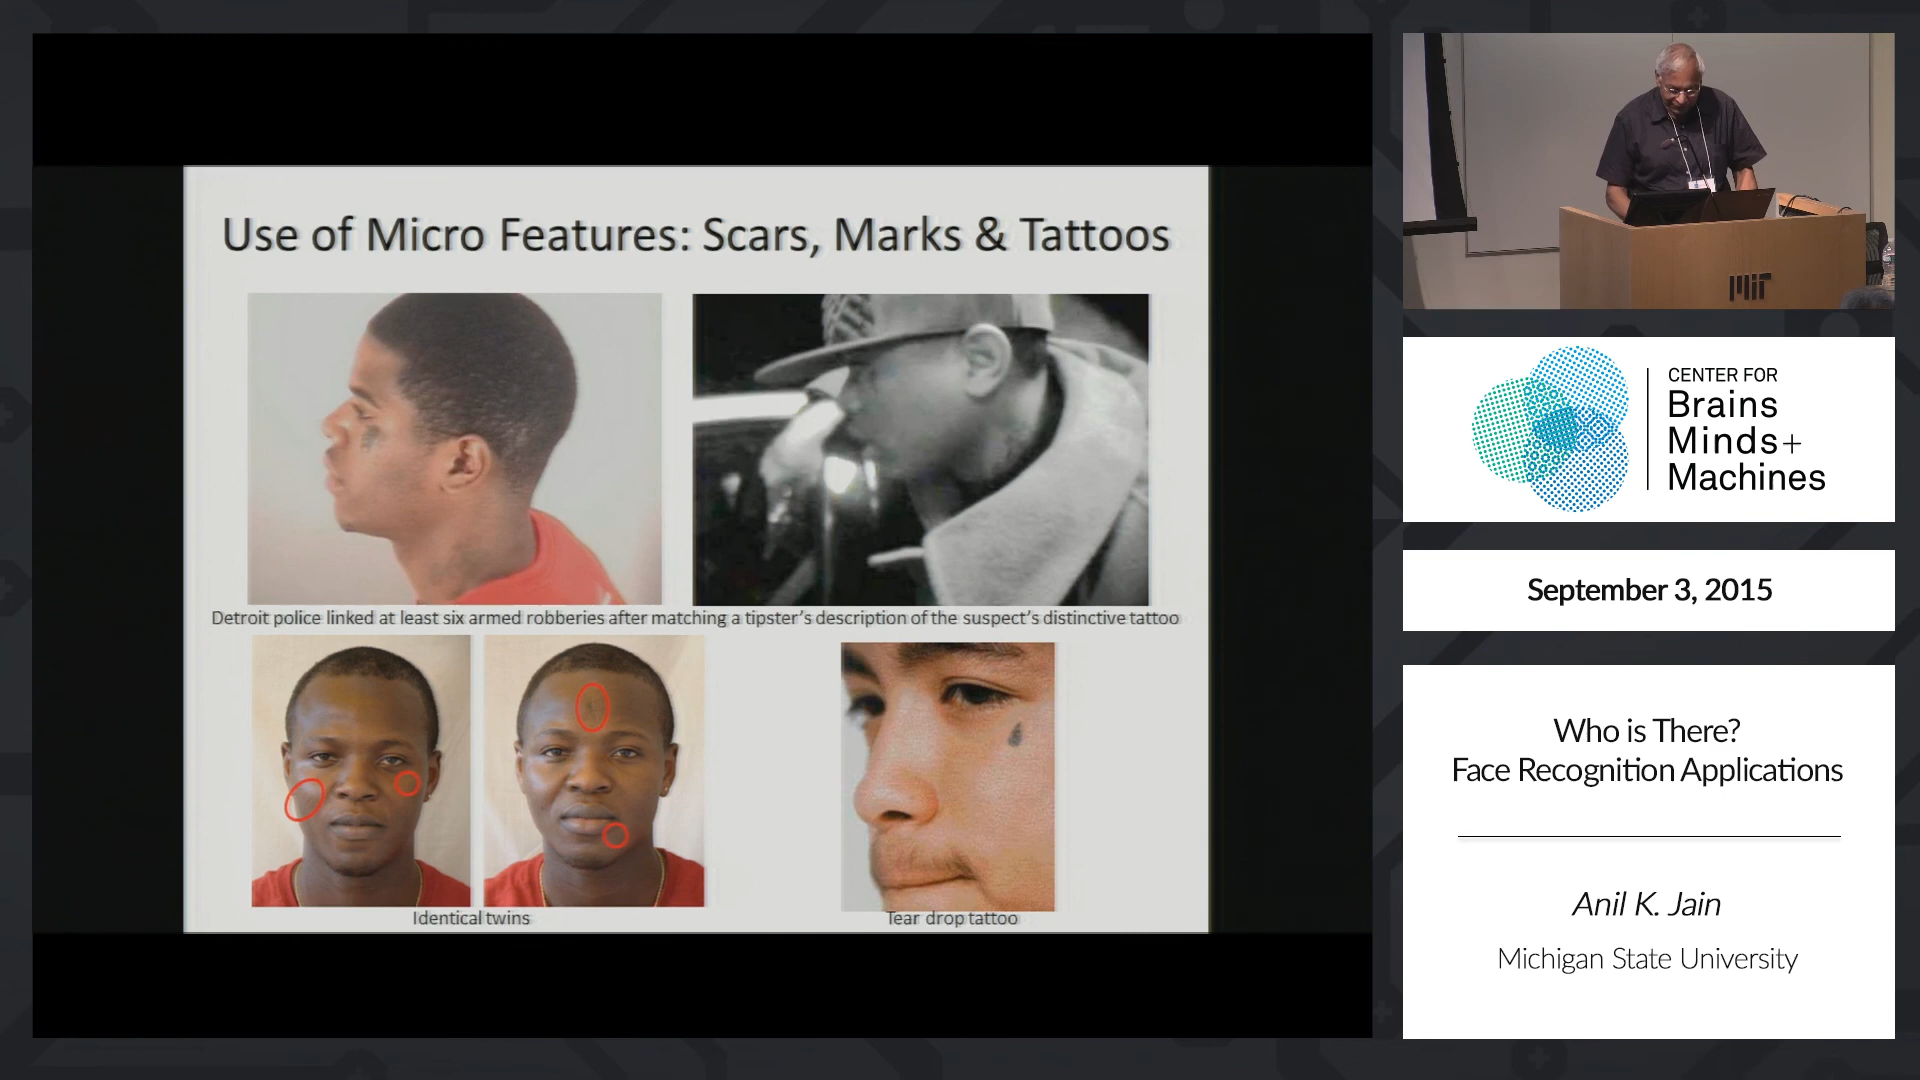 Use of Micro Features: Scars, Marks & Tattoos
Detroit police linked at least six armed robberies after matching a tipster's description of the suspect's distinctive tattoo
Identical twins
Tear drop tattoo
MIT
CENTER FOR
Brains
Minds+
Machines
September 3, 2015
Who is There?
Face Recognition Applications
Anil K. Jain
Michigan State University